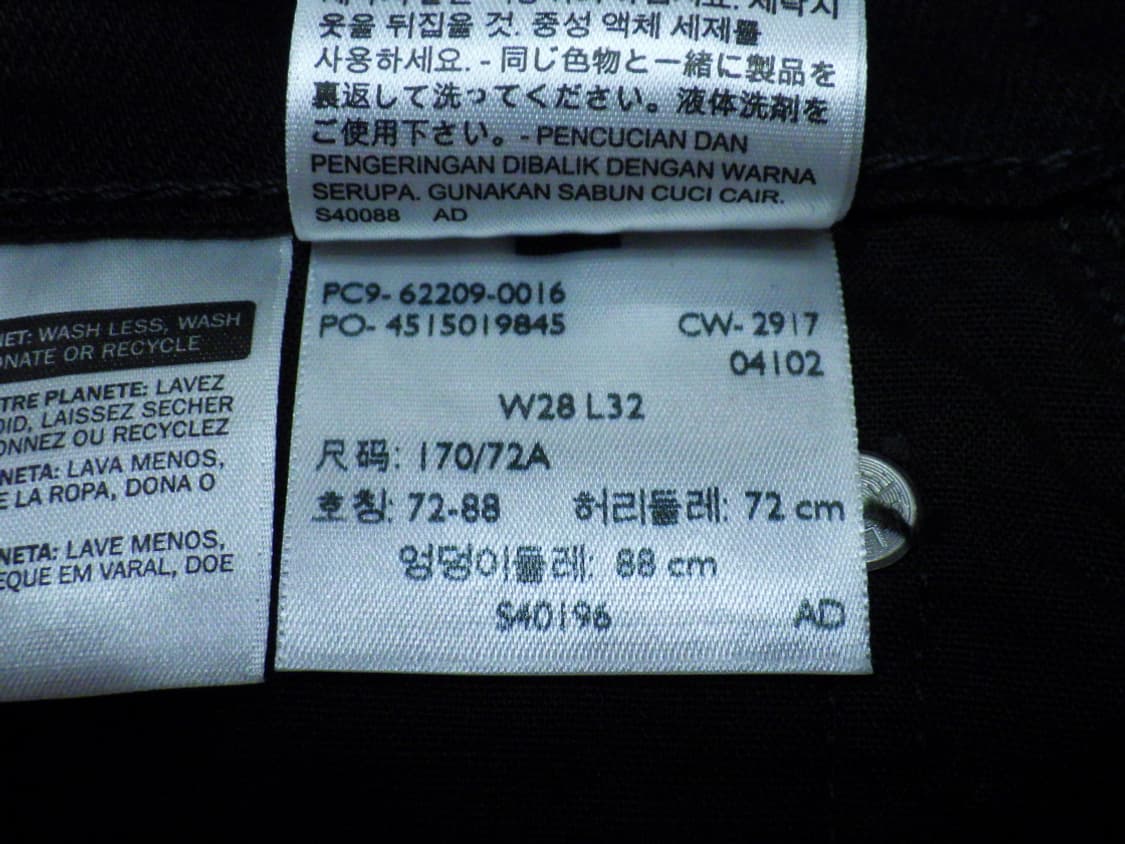 옷을 뒤집을 것. 중성 액체 세제를
사용하세요. - 同じ色物と一緒に製品を
裏返して洗ってください。液体洗剤を
ご使用下さい。- PENCUCIAN DAN
PENGERINGAN DIBALIK DENGAN WARNA
SERUPA. GUNAKAN SABUN CUCI CAIR.
S40088 AD
NET: WASH LESS, WASH
ONATE OR RECYCLE
TRE PLANETE: LAVEZ
OID, LAISSEZ SECHER
ONNEZ OU RECYCLEZ
NETA: LAVA MENOS,
E LA ROPA, DONA O
NETA: LAVE MENOS,
EQUE EM VARAL, DOE
PC9- 62209-0016
PO- 4515019845 CW- 2917
04102
W28 L32
尺码: 170/72A
호칭: 72-88 허리둘레: 72 cm
엉덩이둘레: 88 cm
S40196 AD